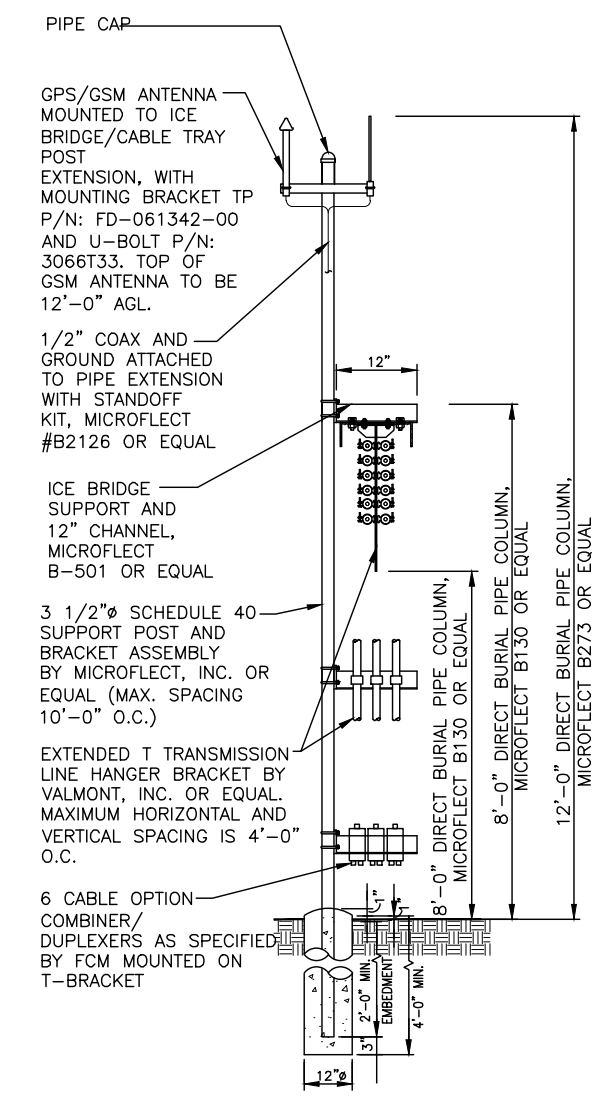 PIPE CAP
GPS/GSM ANTENNA
MOUNTED TO ICE
BRIDGE/CABLE TRAY
POST
EXTENSION, WITH
MOUNTING BRACKET TP
P/N: FD-061342-00
AND U-BOLT P/N:
3066T33. TOP OF
GSM ANTENNA TO BE
12'-0" AGL.
1/2" COAX AND
GROUND ATTACHED
TO PIPE EXTENSION
WITH STANDOFF
KIT, MICROFLECT
#B2126 OR EQUAL
ICE BRIDGE
SUPPORT AND
12" CHANNEL,
MICROFLECT
B-501 OR EQUAL
3 1/2"ø SCHEDULE 40
SUPPORT POST AND
BRACKET ASSEMBLY
BY MICROFLECT, INC. OR
EQUAL (MAX. SPACING
10'-0" O.C.)
EXTENDED T TRANSMISSION
LINE HANGER BRACKET BY
VALMONT, INC. OR EQUAL.
MAXIMUM HORIZONTAL AND
VERTICAL SPACING IS 4'-0"
O.C.
6 CABLE OPTION
COMBINER/
DUPLEXERS AS SPECIFIED
BY FCM MOUNTED ON
T-BRACKET
12"
8'-0" DIRECT BURIAL PIPE COLUMN,
MICROFLECT B130 OR EQUAL
8'-0" DIRECT BURIAL PIPE COLUMN,
MICROFLECT B130 OR EQUAL
12'-0" DIRECT BURIAL PIPE COLUMN,
MICROFLECT B273 OR EQUAL
1"
1"
2'-0" MIN.
EMBEDMENT
4'-0" MIN.
3"
12"ø